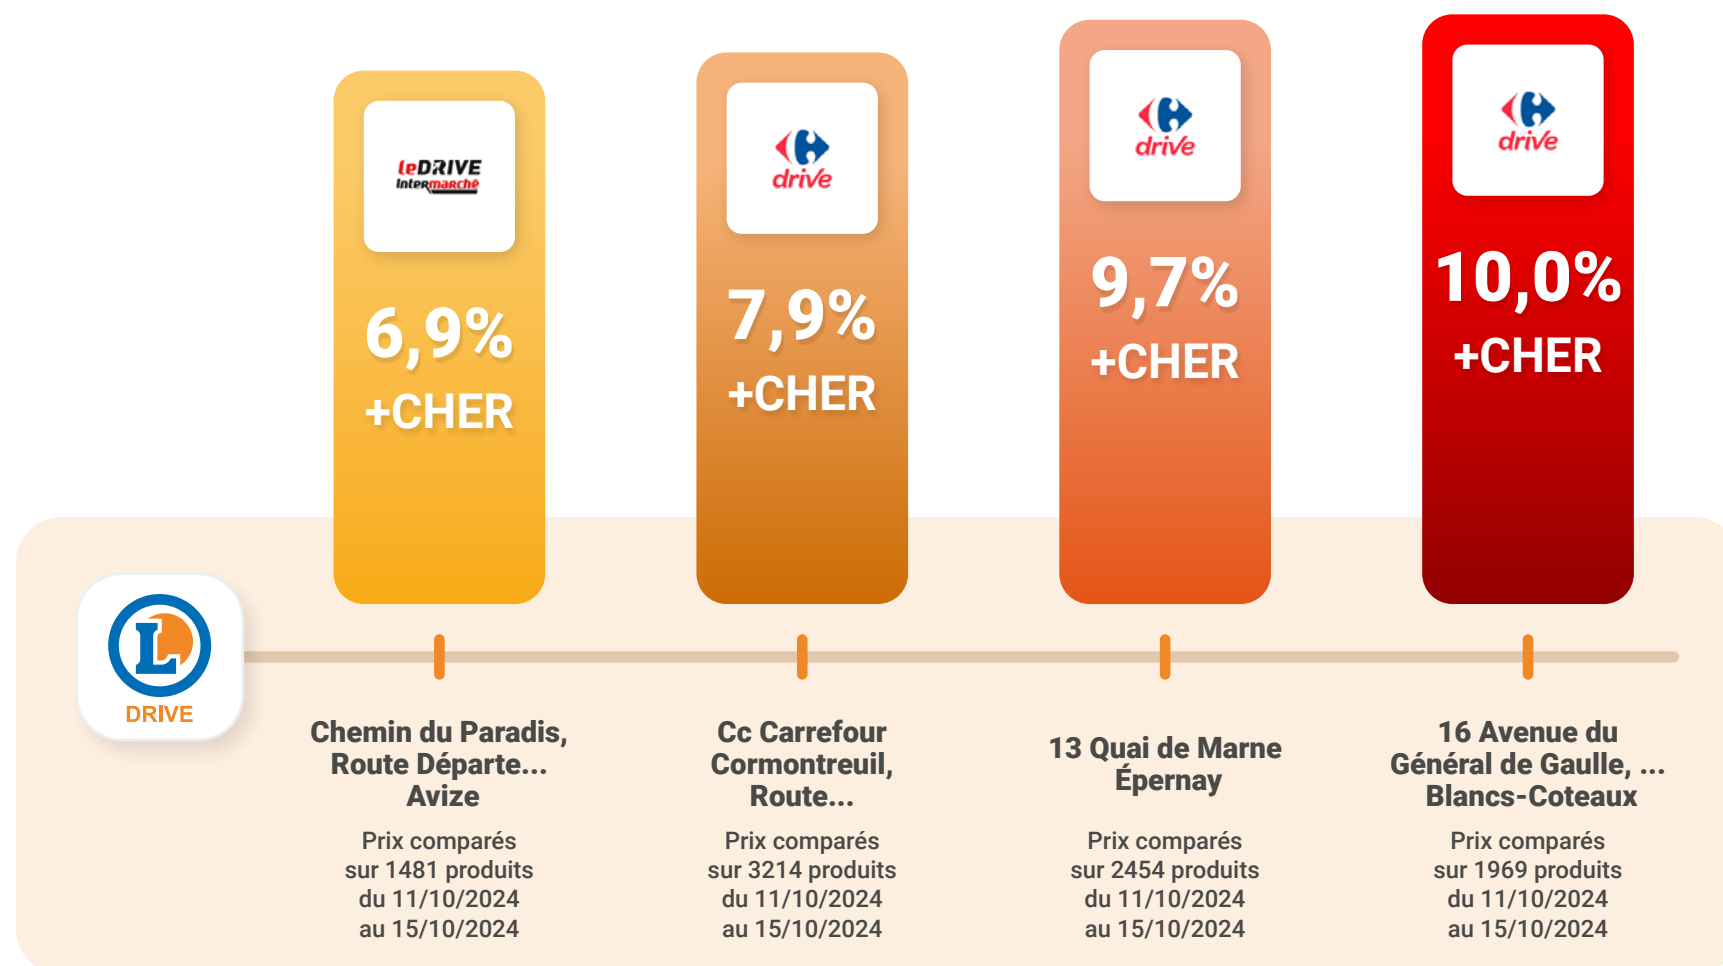 leDRIVE
Intermarché
6,9%
+CHER
drive
7,9%
+CHER
drive
9,7%
+CHER
drive
10,0%
+CHER
L
DRIVE
Chemin du Paradis,
Route Départe...
Avize
Prix comparés
sur 1481 produits
du 11/10/2024
au 15/10/2024
Cc Carrefour
Cormontreuil,
Route...
Prix comparés
sur 3214 produits
du 11/10/2024
au 15/10/2024
13 Quai de Marne
Épernay
Prix comparés
sur 2454 produits
du 11/10/2024
au 15/10/2024
16 Avenue du
Général de Gaulle, ...
Blancs-Coteaux
Prix comparés
sur 1969 produits
du 11/10/2024
au 15/10/2024